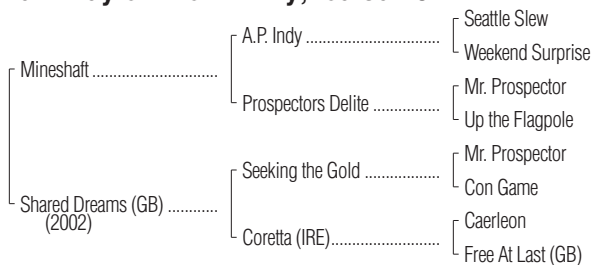 Seattle Slew
A.P. Indy ................................
Weekend Surprise
Mineshaft ..............................
Mr. Prospector
Prospectors Delite ................
Up the Flagpole
Mr. Prospector
Seeking the Gold ..................
Con Game
Shared Dreams (GB) ............
(2002)
Caerleon
Coretta (IRE)..........................
Free At Last (GB)